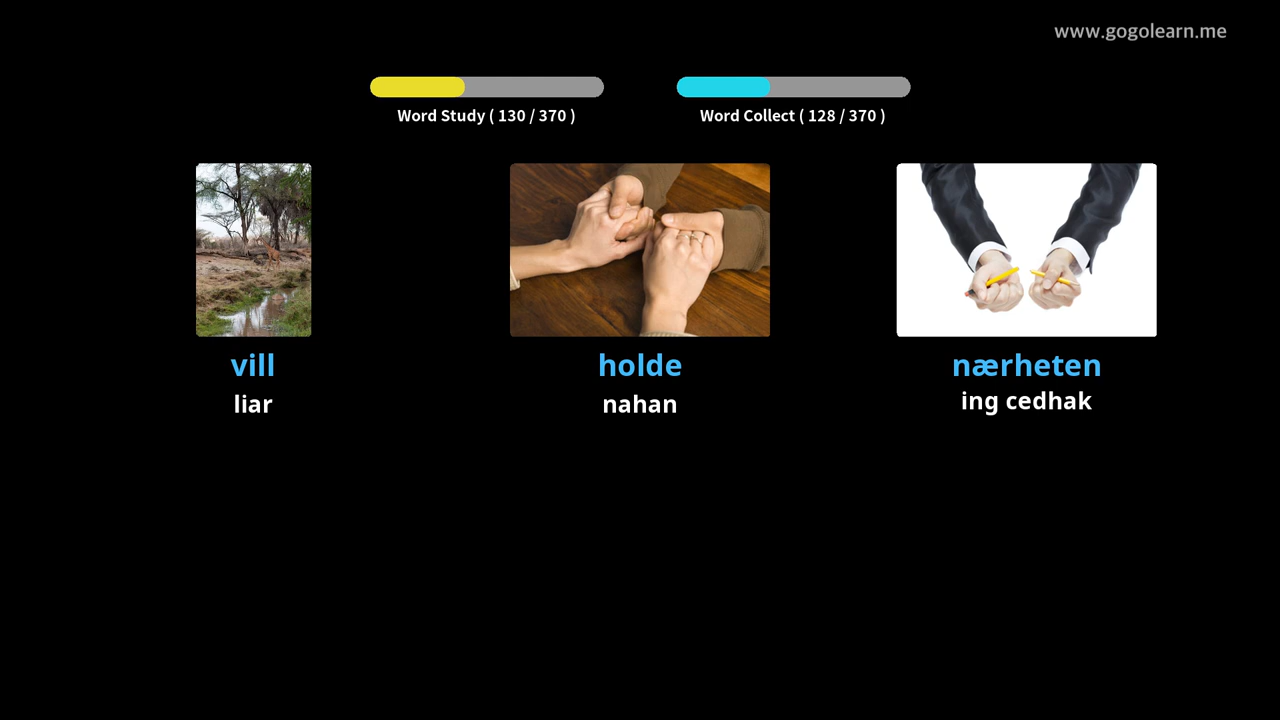 www.gogolearn.me
Word Study ( 130 / 370 )
Word Collect ( 128 / 370 )
vill
holde
nærheten
liar
nahan
ing cedhak